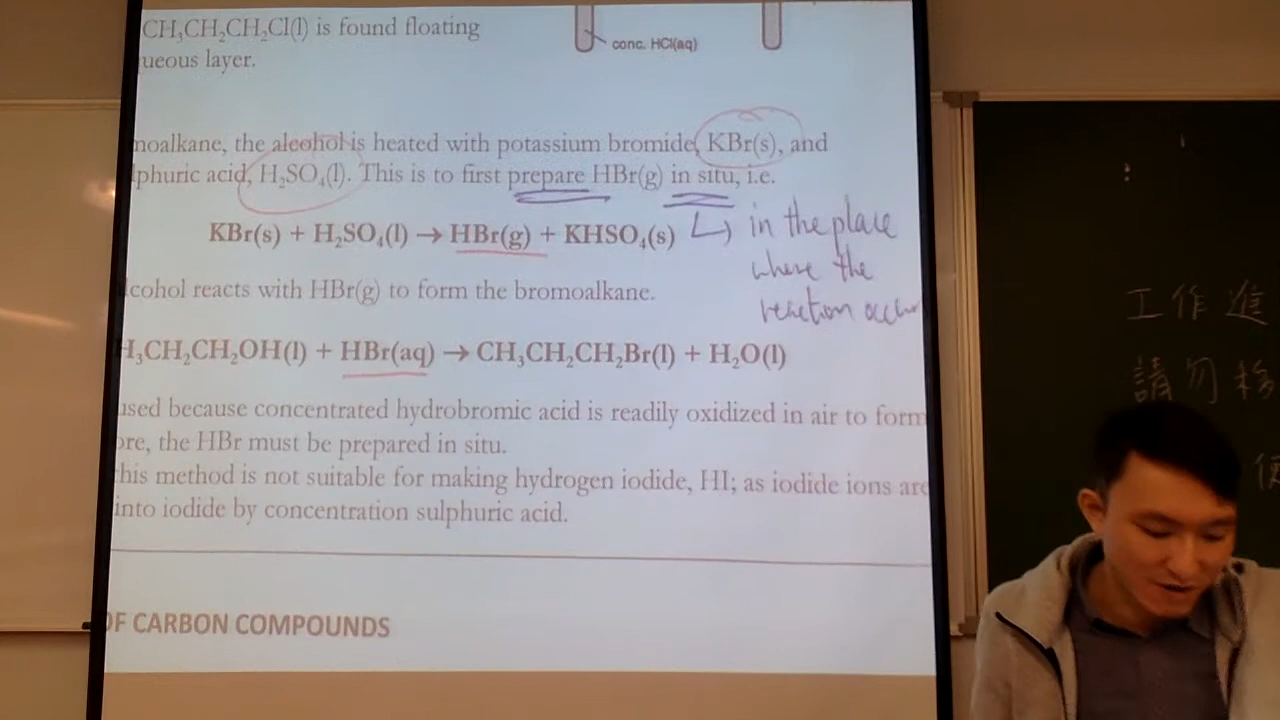 CH₃CH₂CH₂Cl(l) is found floating
ueous layer.
conc. HCl(aq)
noalkane, the alcohol is heated with potassium bromide, KBr(s), and
lphuric acid, H₂SO₄(l). This is to first prepare HBr(g) in situ, i.e.
KBr(s) + H₂SO₄(l) → HBr(g) + KHSO₄(s)
↳ in the place
where the
reaction occur
lcohol reacts with HBr(g) to form the bromoalkane.
H₃CH₂CH₂OH(l) + HBr(aq) → CH₃CH₂CH₂Br(l) + H₂O(l)
used because concentrated hydrobromic acid is readily oxidized in air to form
ore, the HBr must be prepared in situ.
this method is not suitable for making hydrogen iodide, HI; as iodide ions are
into iodide by concentration sulphuric acid.
OF CARBON COMPOUNDS
工作進
請勿移
使